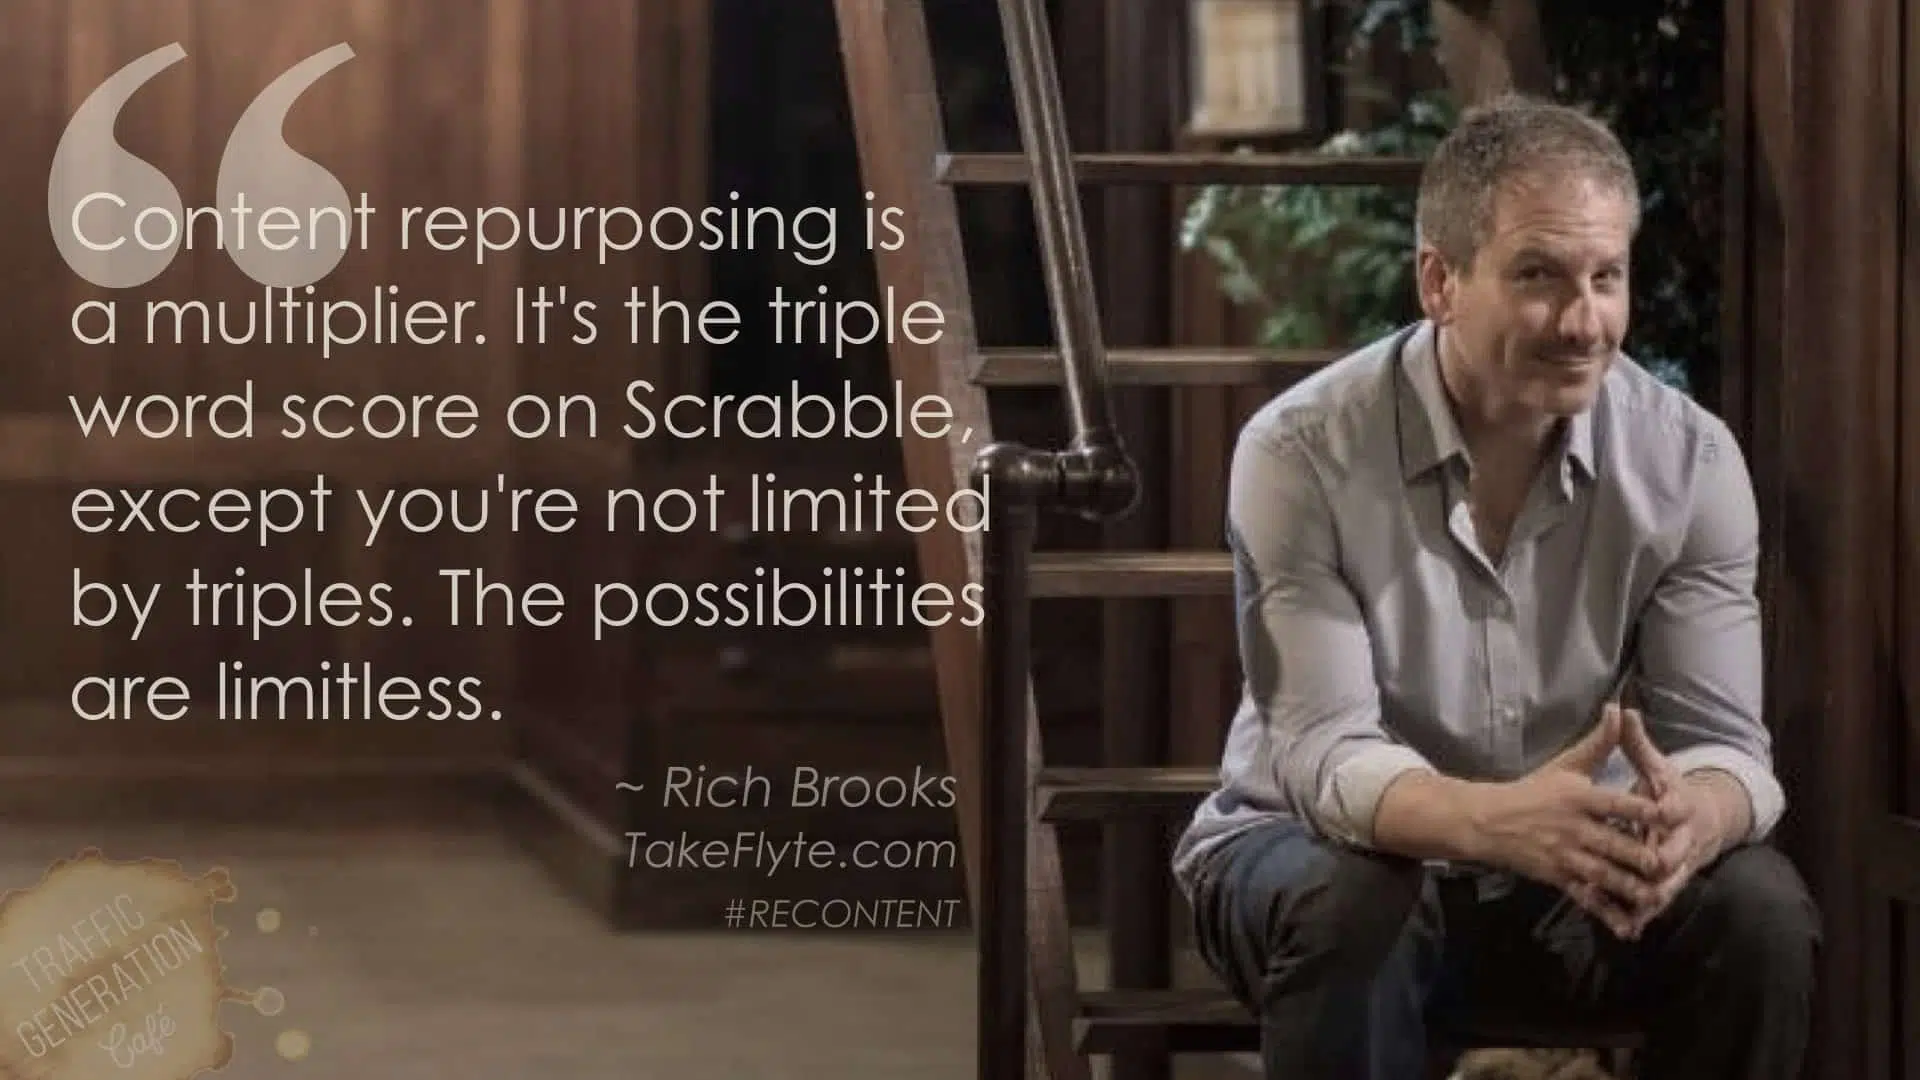 Content repurposing is
a multiplier. It's the triple
word score on Scrabble,
except you're not limited
by triples. The possibilities
are limitless.
~ Rich Brooks
TakeFlyte.com
#RECONTENT
TRAFFIC
GENERATION
Café